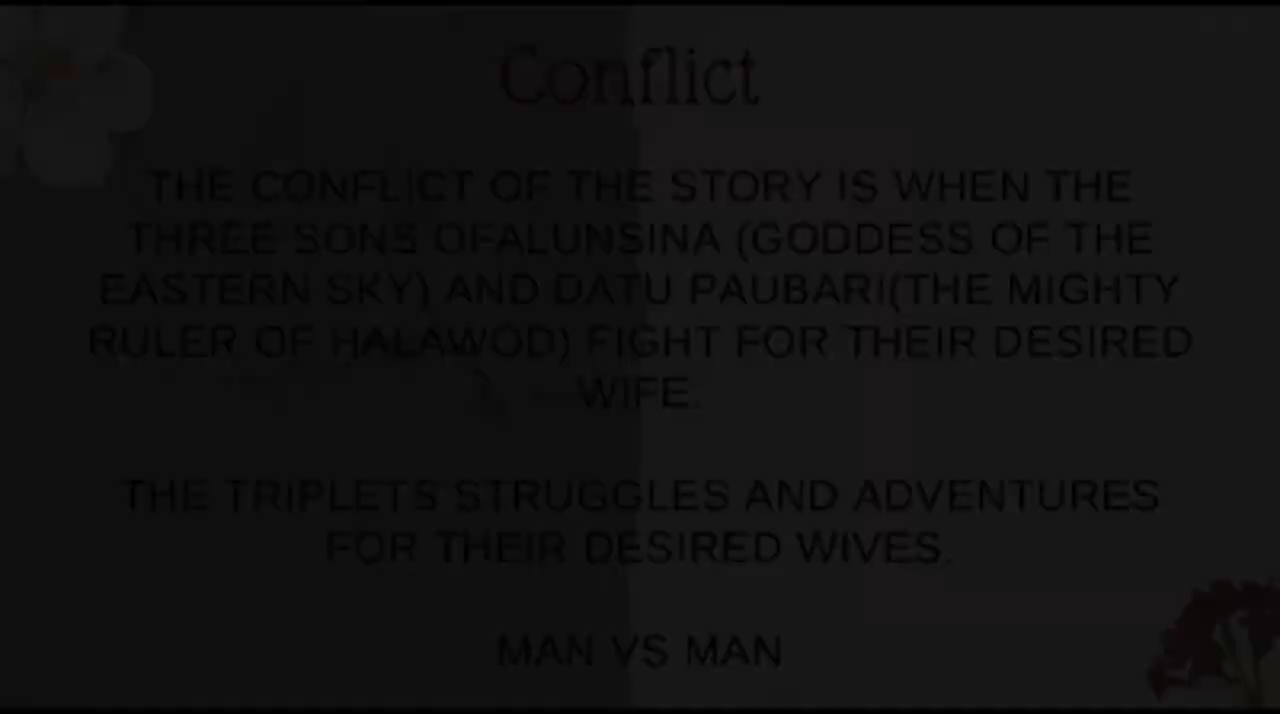 Conflict
THE CONFLICT OF THE STORY IS WHEN THE
THREE SONS OFALUNSINA (GODDESS OF THE
EASTERN SKY) AND DATU PAUBARI(THE MIGHTY
RULER OF HALAWOD) FIGHT FOR THEIR DESIRED
WIFE.
THE TRIPLETS STRUGGLES AND ADVENTURES
FOR THEIR DESIRED WIVES.
MAN VS MAN